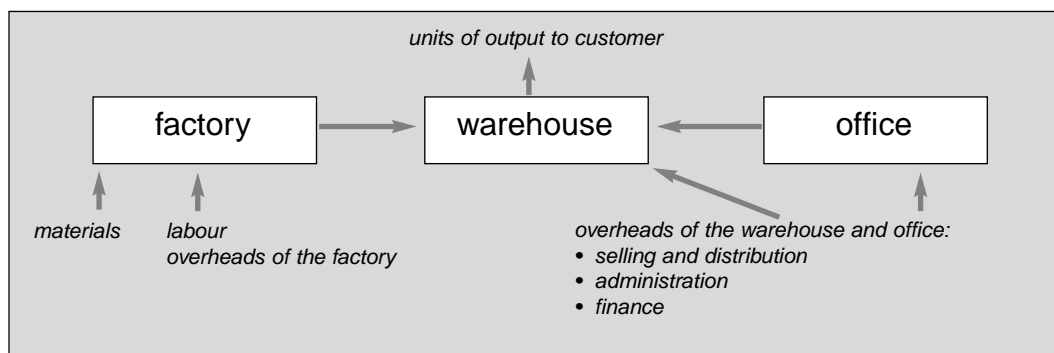 units of output to customer
factory
warehouse
office
materials
labour
overheads of the factory
overheads of the warehouse and office:
• selling and distribution
• administration
• finance